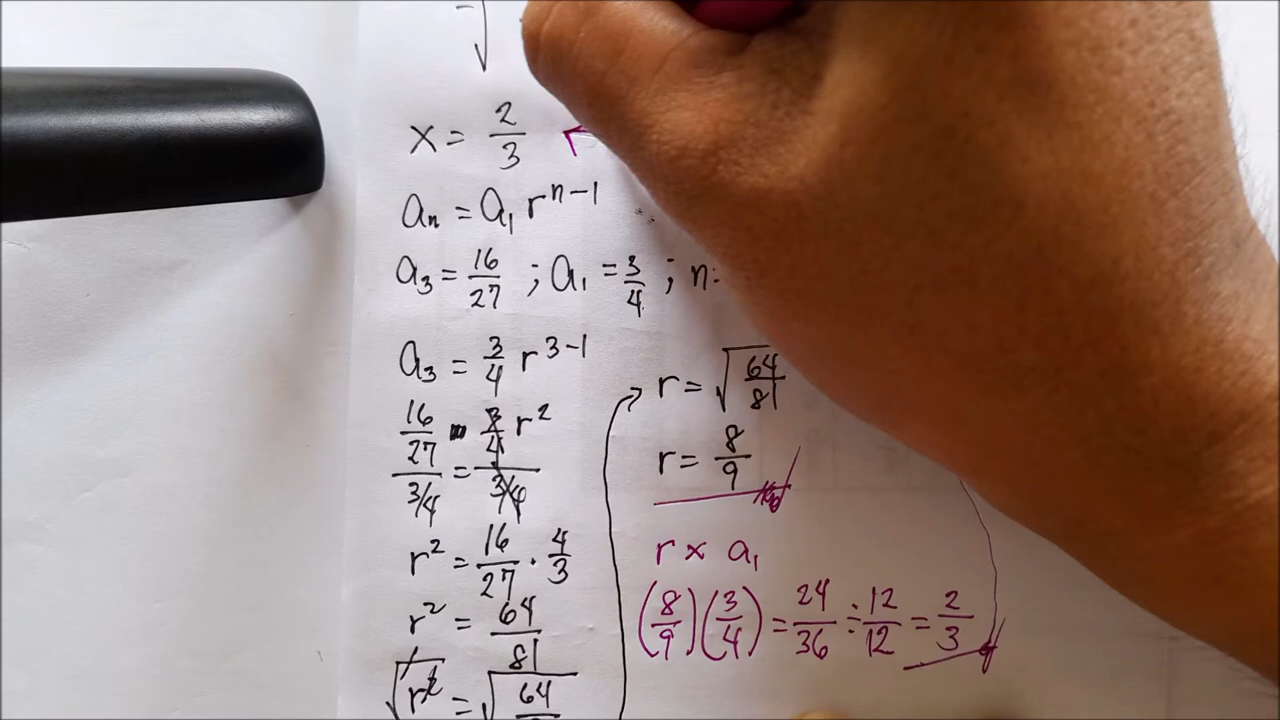 x = 2/3
aₙ = a₁ rⁿ⁻¹
a₃ = 16/27 ; a₁ = 3/4 ; n=
a₃ = 3/4 r³⁻¹
16/27 / 3/4 = 3/4 r² / 3/4
r² = 16/27 · 4/3
r² = 64/81
√r² = √64
r = √64/81
r = 8/9
r x a₁
(8/9)(3/4) = 24/36 ÷ 12/12 = 2/3